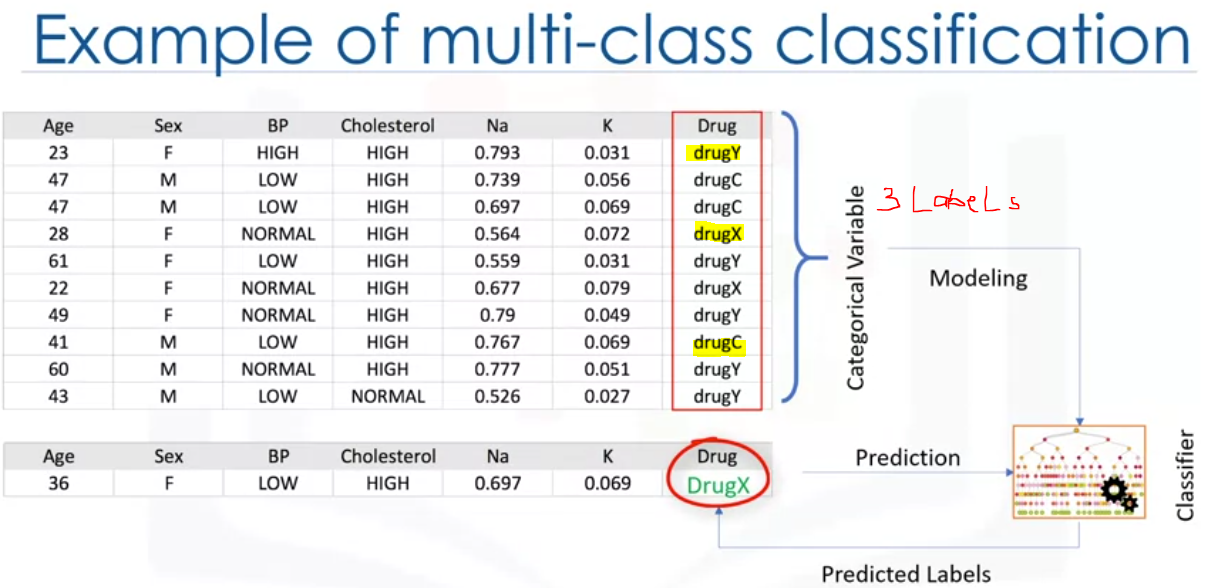 Example of multi-class classification
Age Sex BP Cholesterol Na K Drug
23 F HIGH HIGH 0.793 0.031 drugY
47 M LOW HIGH 0.739 0.056 drugC
47 M LOW HIGH 0.697 0.069 drugC
28 F NORMAL HIGH 0.564 0.072 drugX
61 F LOW HIGH 0.559 0.031 drugY
22 F NORMAL HIGH 0.677 0.079 drugX
49 F NORMAL HIGH 0.79 0.049 drugY
41 M LOW HIGH 0.767 0.069 drugC
60 M NORMAL HIGH 0.777 0.051 drugY
43 M LOW NORMAL 0.526 0.027 drugY
Categorical Variable
3 Labels
Modeling
Age Sex BP Cholesterol Na K Drug
36 F LOW HIGH 0.697 0.069 DrugX
Prediction
Classifier
Predicted Labels